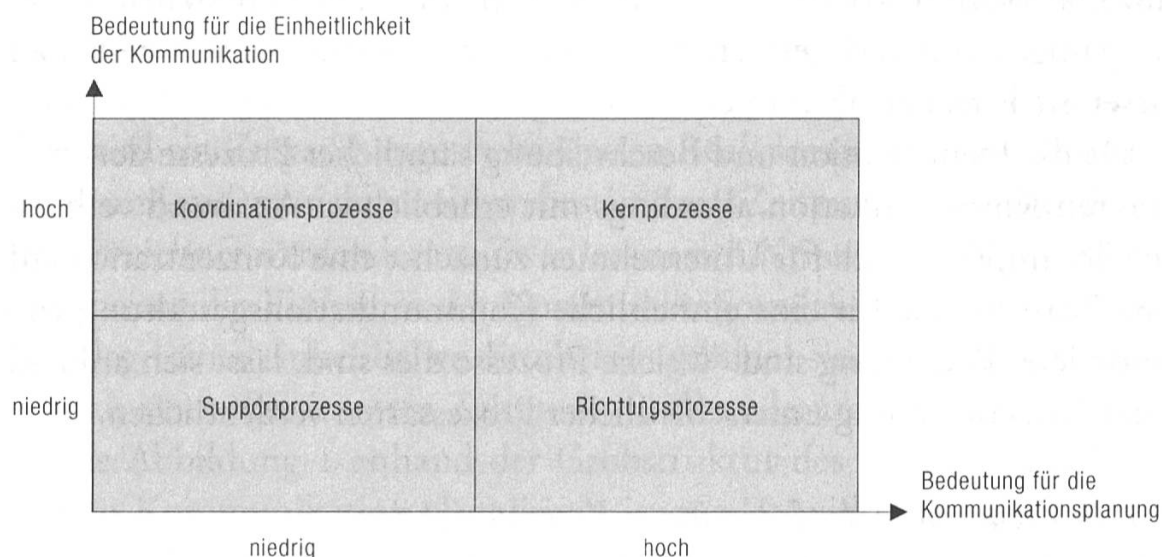 Bedeutung für die Einheitlichkeit
der Kommunikation
hoch
Koordinationsprozesse
Kernprozesse
niedrig
Supportprozesse
Richtungsprozesse
Bedeutung für die
Kommunikationsplanung
niedrig
hoch